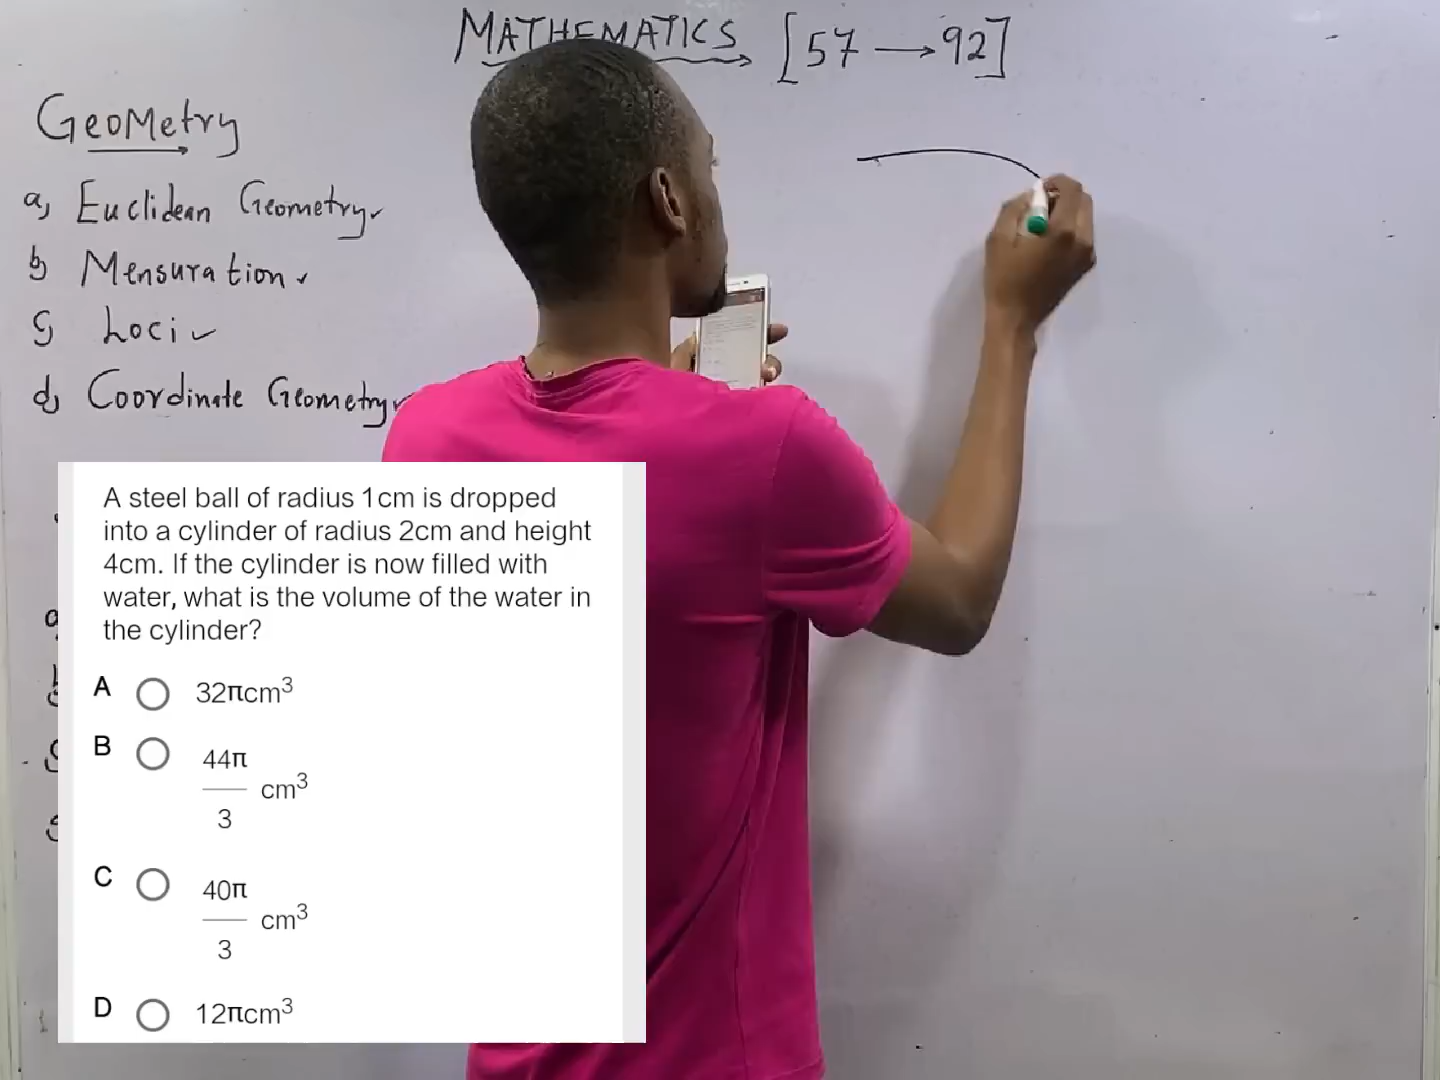 MATHEMATICS [57 → 92]
Geometry
a, Euclidean Geometry
b, Mensuration
c, Loci
d, Coordinate Geometry
A steel ball of radius 1cm is dropped
into a cylinder of radius 2cm and height
4cm. If the cylinder is now filled with
water, what is the volume of the water in
the cylinder?
A 32πcm³
B 44π/3 cm³
C 40π/3 cm³
D 12πcm³